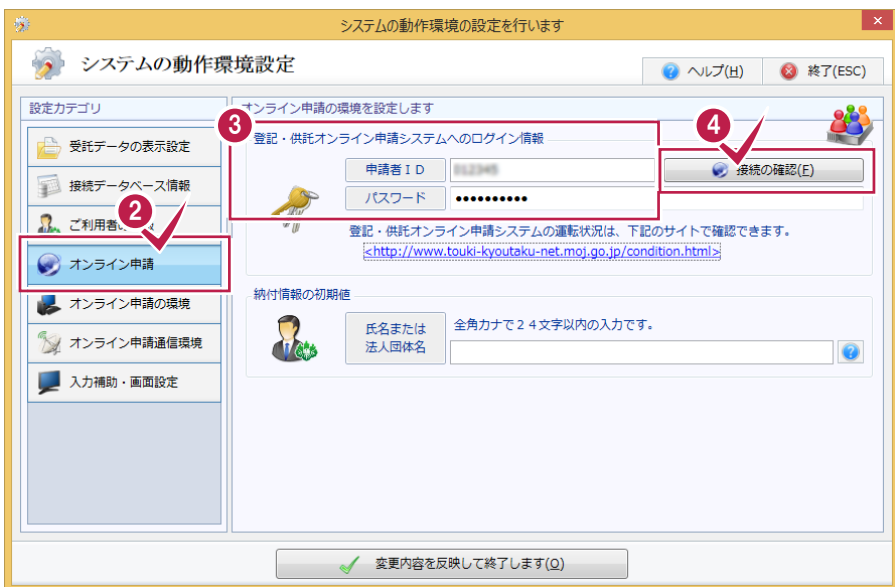 システムの動作環境の設定を行います
システムの動作環境設定
ヘルプ(H)
終了(ESC)
設定カテゴリ
受託データの表示設定
接続データベース情報
2
ご利用者
オンライン申請
オンライン申請の環境
オンライン申請通信環境
入力補助・画面設定
オンライン申請の環境を設定します
3
登記・供託オンライン申請システムへのログイン情報
4
申請者ID
接続の確認(F)
パスワード
●●●●●●●●●●
登記・供託オンライン申請システムの運転状況は、下記のサイトで確認できます。
<http://www.touki-kyoutaku-net.moj.go.jp/condition.html>
納付情報の初期値
氏名または
法人団体名
全角カナで24文字以内の入力です。
変更内容を反映して終了します(O)